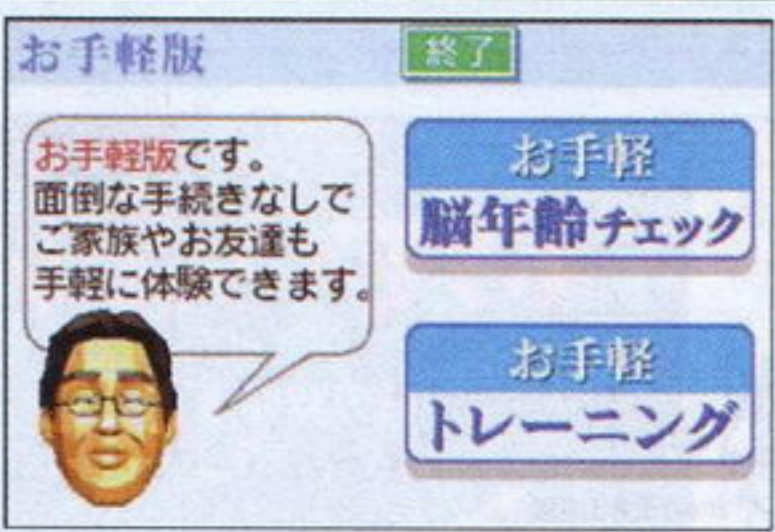 お手軽版
終了
お手軽版です。
面倒な手続きなしで
ご家族やお友達も
手軽に体験できます。
お手軽
脳年齢チェック
お手軽
トレーニング